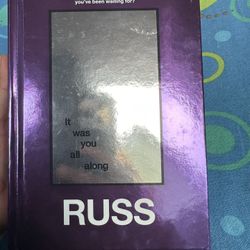 you've been waiting for?
It
was
you
all
along
RUSS